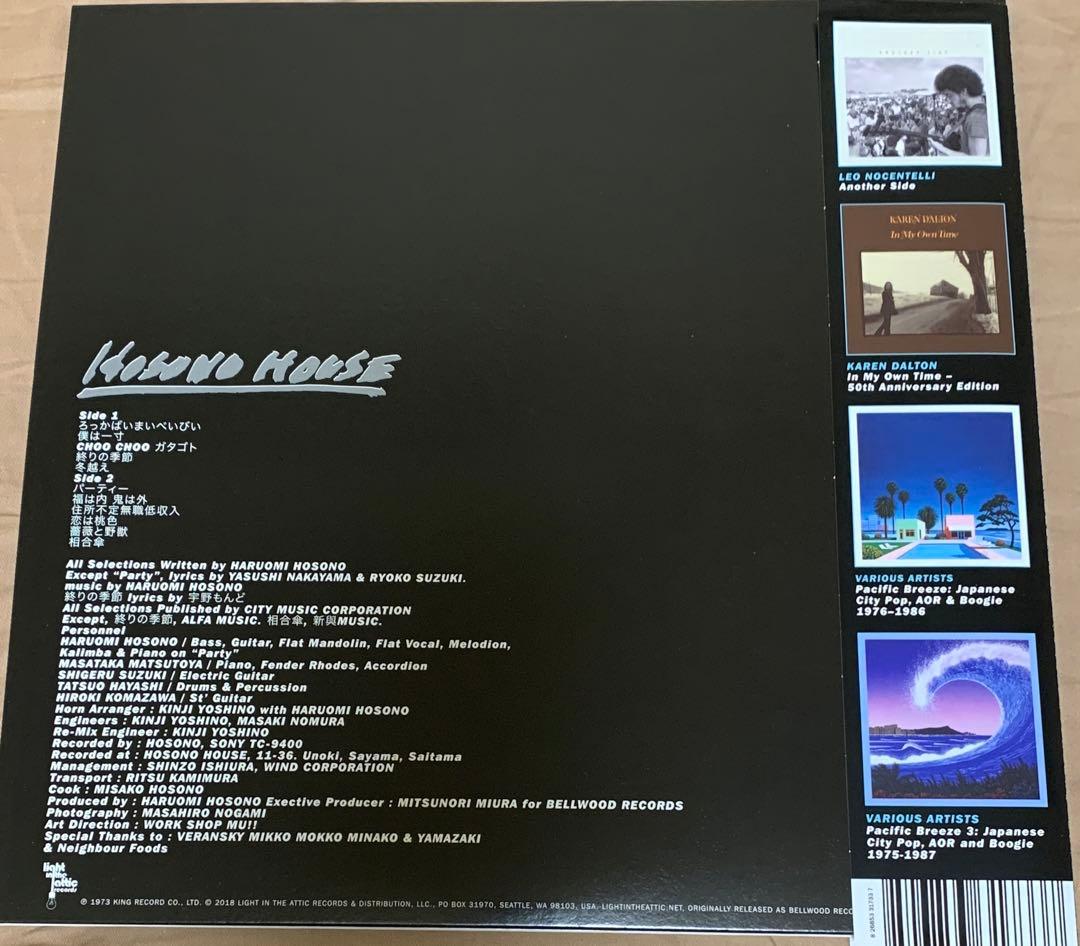 HOSONO HOUSE
Side 1
ろっかばいまいべいびい
僕は一寸
CHOO CHOO ガタゴト
終りの季節
冬越え
Side 2
パーティー
福は内 鬼は外
住所不定無職低収入
恋は桃色
薔薇と野獣
相合傘
All Selections Written by HARUOMI HOSONO
Except "Party", lyrics by YASUSHI NAKAYAMA & RYOKO SUZUKI.
music by HARUOMI HOSONO
終りの季節 lyrics by 宇野もんど
All Selections Published by CITY MUSIC CORPORATION
Except, 終りの季節, ALFA MUSIC. 相合傘, 新興MUSIC.
Personnel
HARUOMI HOSONO / Bass, Guitar, Flat Mandolin, Flat Vocal, Melodion,
Kalimba & Piano on "Party"
MASATAKA MATSUTOYA / Piano, Fender Rhodes, Accordion
SHIGERU SUZUKI / Electric Guitar
TATSUO HAYASHI / Drums & Percussion
HIROKI KOMAZAWA / St' Guitar
Horn Arranger : KINJI YOSHINO with HARUOMI HOSONO
Engineers : KINJI YOSHINO, MASAKI NOMURA
Re-Mix Engineer : KINJI YOSHINO
Recorded by : HOSONO, SONY TC-9400
Recorded at : HOSONO HOUSE, 11-36. Unoki, Sayama, Saitama
Management : SHINZO ISHIURA, WIND CORPORATION
Transport : RITSU KAMIMURA
Cook : MISAKO HOSONO
Produced by : HARUOMI HOSONO Exective Producer : MITSUNORI MIURA for BELLWOOD RECORDS
Photography : MASAHIRO NOGAMI
Art Direction : WORK SHOP MU!!
Special Thanks to : VERANSKY MIKKO MOKKO MINAKO & YAMAZAKI
& Neighbour Foods
light
in the
attic
records
℗ 1973 KING RECORD CO., LTD. © 2018 LIGHT IN THE ATTIC RECORDS & DISTRIBUTION, LLC., PO BOX 31970, SEATTLE, WA 98103, USA. LIGHTINTHEATTIC.NET, ORIGINALLY RELEASED AS BELLWOOD REC
ANOTHER SIDE
LEO NOCENTELLI
Another Side
KAREN DALTON
In My Own Time
KAREN DALTON
In My Own Time –
50th Anniversary Edition
VARIOUS ARTISTS
Pacific Breeze: Japanese
City Pop, AOR & Boogie
1976–1986
VARIOUS ARTISTS
Pacific Breeze 3: Japanese
City Pop, AOR and Boogie
1975-1987
8 26853 31733 7